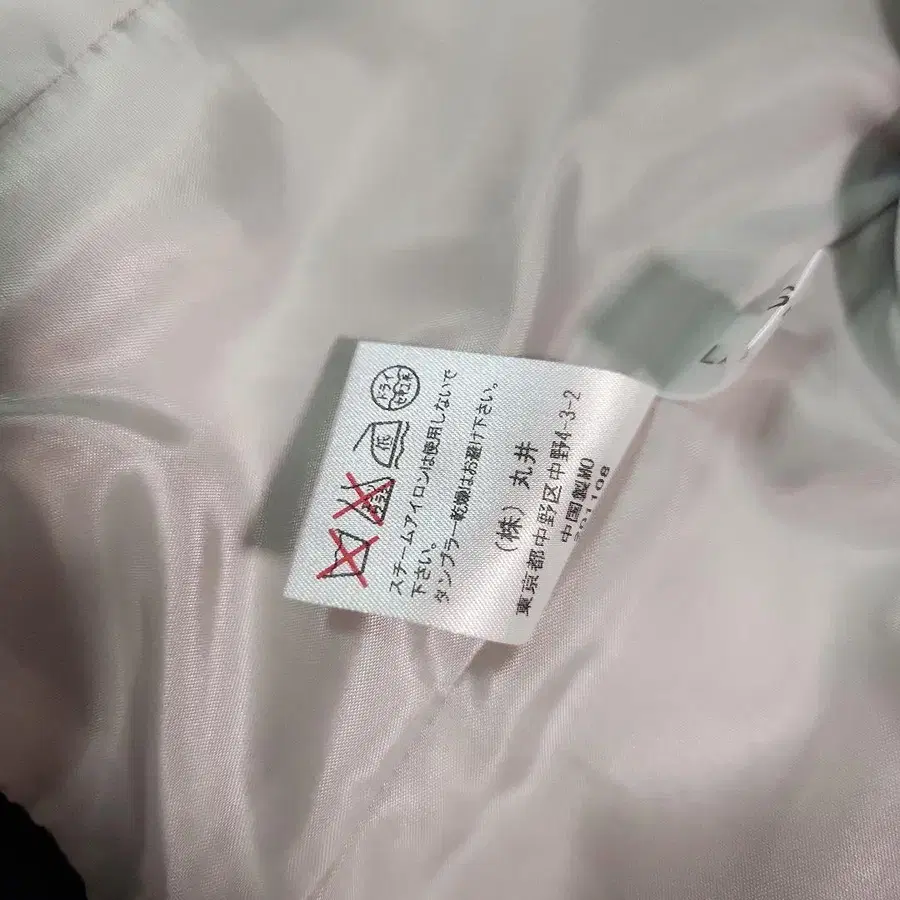 低
ドライ
セキユ系
スチームアイロンは使用しないで
下さい。
タンブラー乾燥はお避け下さい。
(株) 丸井
東京都中野区中野4-3-2
中国製MO